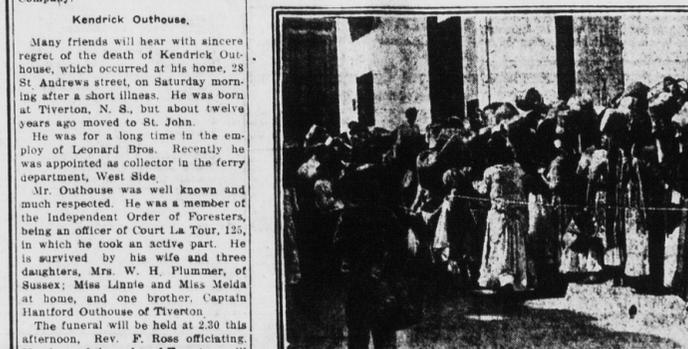 Company.
Kendrick Outhouse.
Many friends will hear with sincere
regret of the death of Kendrick Out-
house, which occurred at his home, 28
St Andrews street, on Saturday morn-
ing after a short illness. He was born
at Tiverton, N. S., but about twelve
years ago moved to St. John.
He was for a long time in the em-
ploy of Leonard Bros. Recently he
was appointed as collector in the ferry
department, West Side.
Mr. Outhouse was well known and
much respected. He was a member of
the Independent Order of Foresters,
being an officer of Court La Tour, 125,
in which he took an active part. He
is survived by his wife and three
daughters, Mrs. W. H. Plummer, of
Sussex; Miss Linnie and Miss Melda
at home, and one brother, Captain
Hantford Outhouse of Tiverton
The funeral will be held at 2.30 this
afternoon, Rev. F. Ross officiating.